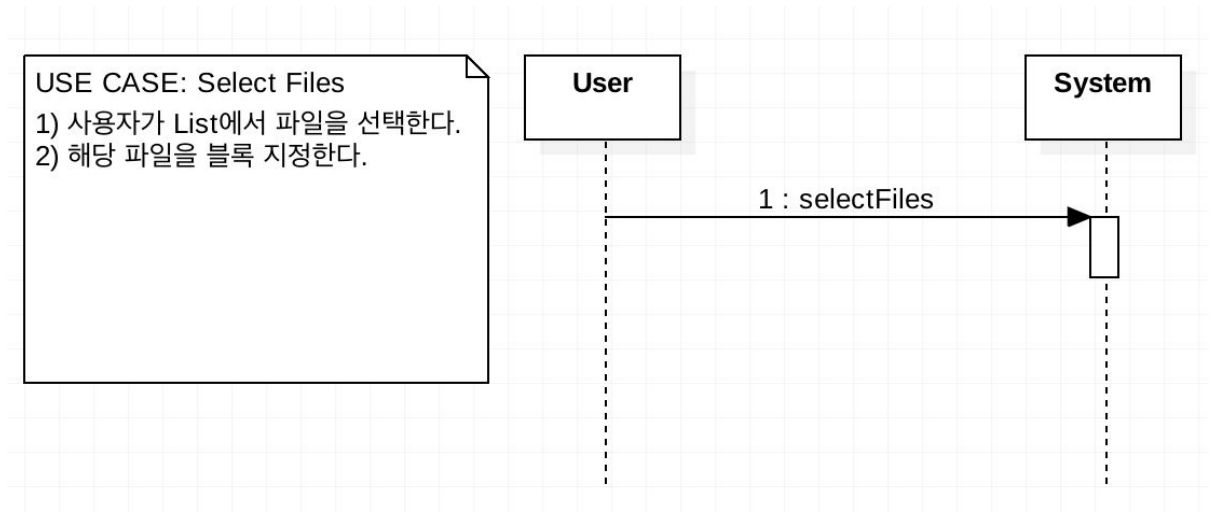 USE CASE: Select Files
1) 사용자가 List에서 파일을 선택한다.
2) 해당 파일을 블록 지정한다.
User
System
1 : selectFiles